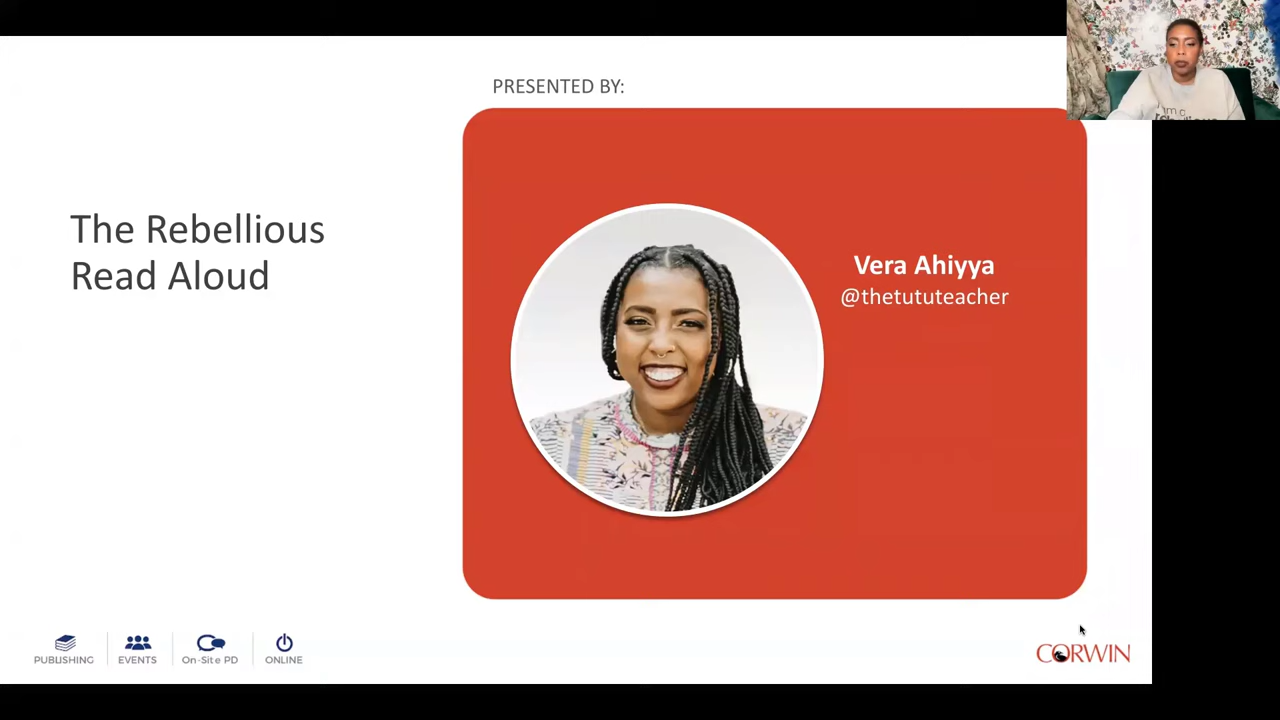 PRESENTED BY:
The Rebellious
Read Aloud
Vera Ahiyya
@thetututeacher
I'm a
PUBLISHING
EVENTS
On-Site PD
ONLINE
CORWIN